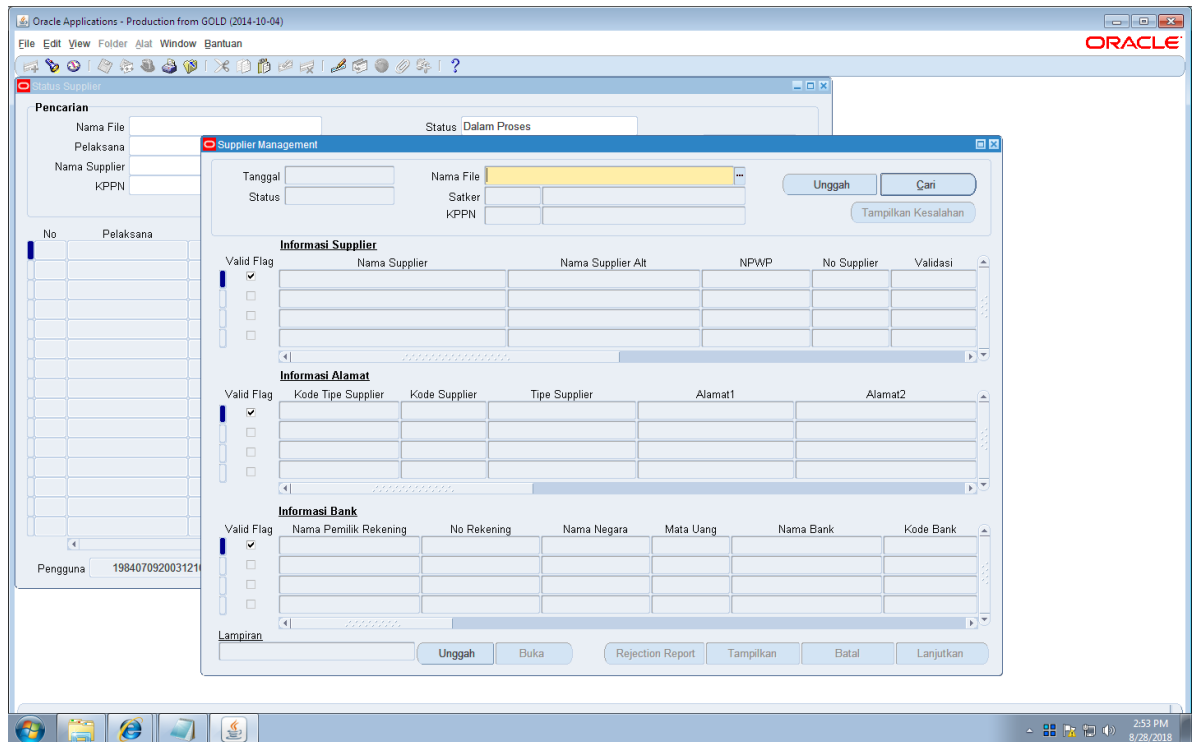 Oracle Applications - Production from GOLD (2014-10-04)
File Edit View Folder Alat Window Bantuan
ORACLE
Status Supplier
Pencarian
Nama File
Status Dalam Proses
Pelaksana
Nama Supplier
KPPN
No Pelaksana
Pengguna 1984070920031210
Supplier Management
Tanggal Nama File Unggah Cari
Status Satker
KPPN Tampilkan Kesalahan
Informasi Supplier
Valid Flag Nama Supplier Nama Supplier Alt NPWP No Supplier Validasi
Informasi Alamat
Valid Flag Kode Tipe Supplier Kode Supplier Tipe Supplier Alamat1 Alamat2
Informasi Bank
Valid Flag Nama Pemilik Rekening No Rekening Nama Negara Mata Uang Nama Bank Kode Bank
Lampiran
Unggah Buka Rejection Report Tampilkan Batal Lanjutkan
2:53 PM
8/28/2018